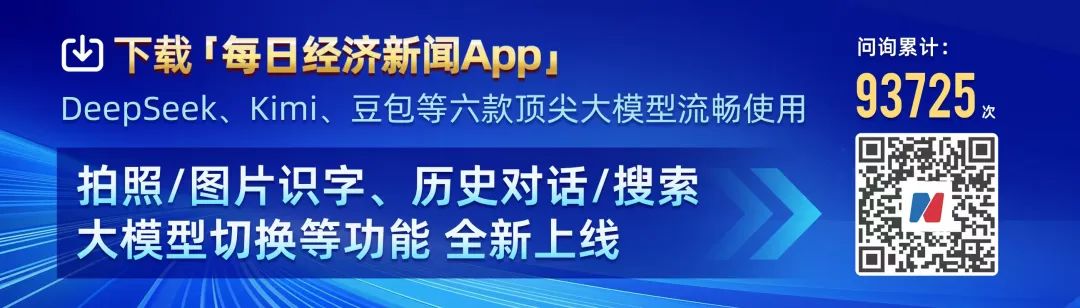 下载「每日经济新闻App」
DeepSeek、Kimi、豆包等六款顶尖大模型流畅使用
拍照/图片识字、历史对话/搜索
大模型切换等功能 全新上线
问询累计：
93725次